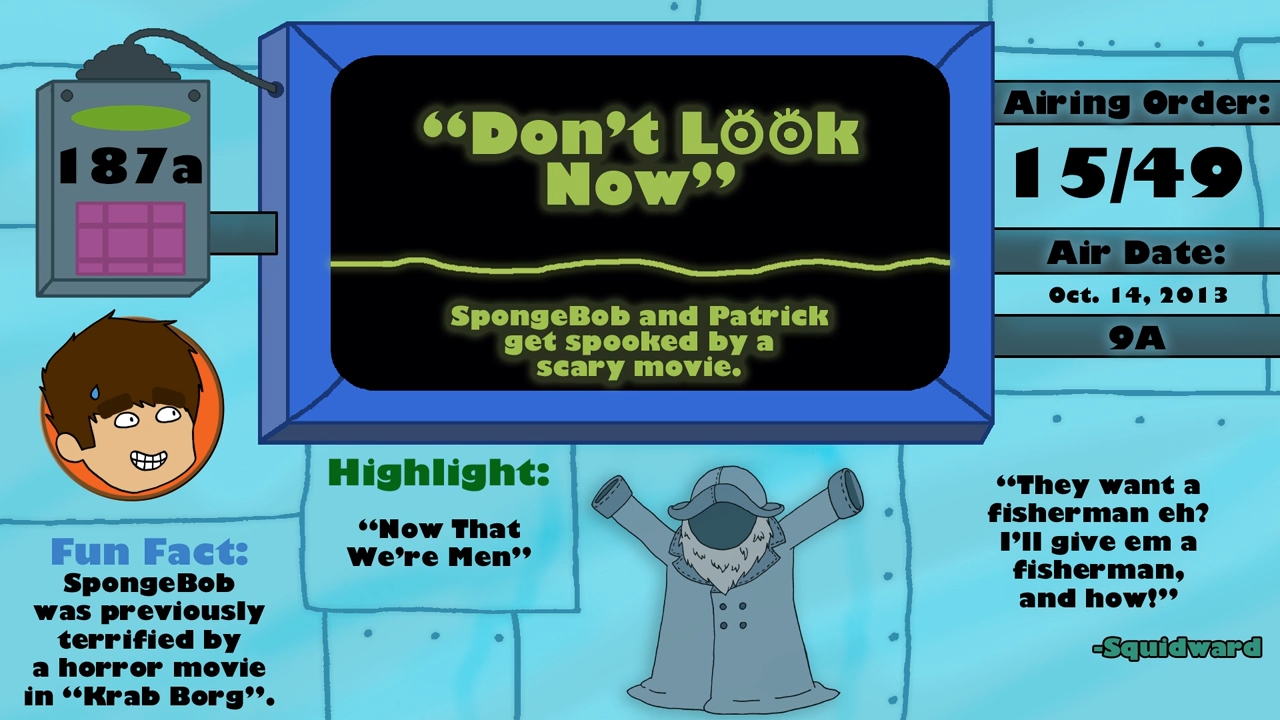 187a
“Don’t Look
Now”
SpongeBob and Patrick
get spooked by a
scary movie.
Airing Order:
15/49
Air Date:
Oct. 14, 2013
9A
Fun Fact:
SpongeBob
was previously
terrified by
a horror movie
in “Krab Borg”.
Highlight:
“Now That
We’re Men”
“They want a
fisherman eh?
I’ll give em a
fisherman,
and how!”
-Squidward